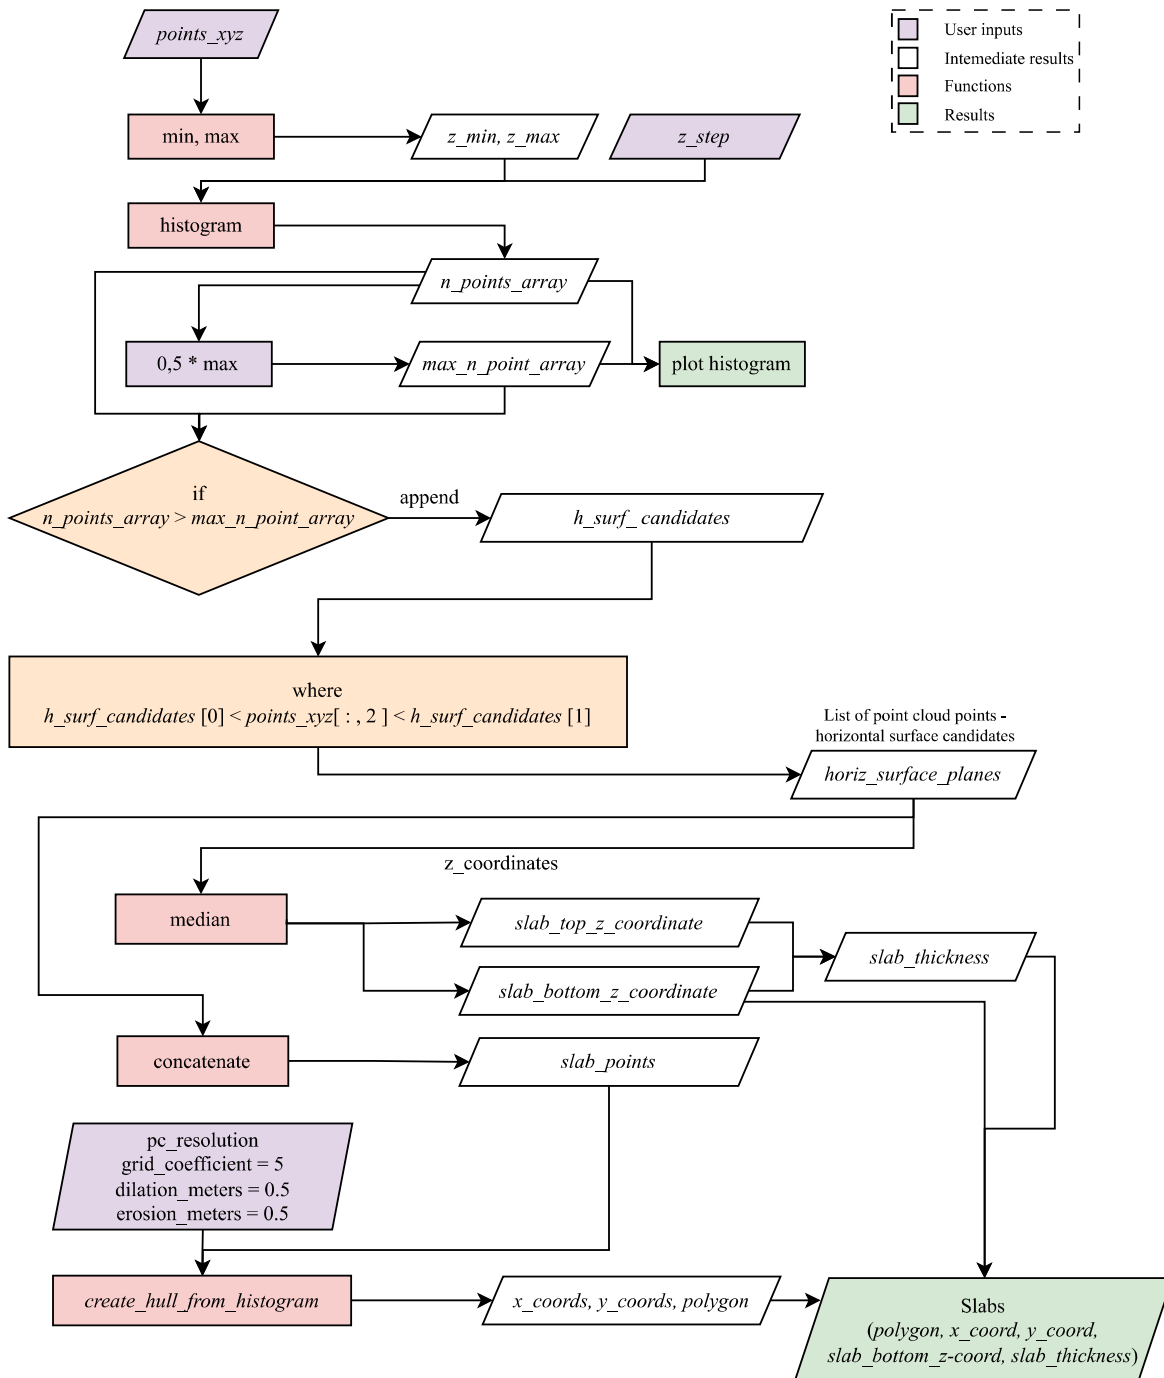 points_xyz
User inputs
Intemediate results
Functions
Results
min, max
z_min, z_max
z_step
histogram
n_points_array
0,5 * max
max_n_point_array
plot histogram
if
n_points_array > max_n_point_array
append
h_surf_ candidates
where
h_surf_candidates [0] < points_xyz[ : , 2 ] < h_surf_candidates [1]
List of point cloud points -
horizontal surface candidates
horiz_surface_planes
z_coordinates
median
slab_top_z_coordinate
slab_bottom_z_coordinate
slab_thickness
concatenate
slab_points
pc_resolution
grid_coefficient = 5
dilation_meters = 0.5
erosion_meters = 0.5
create_hull_from_histogram
x_coords, y_coords, polygon
Slabs
(polygon, x_coord, y_coord,
slab_bottom_z-coord, slab_thickness)